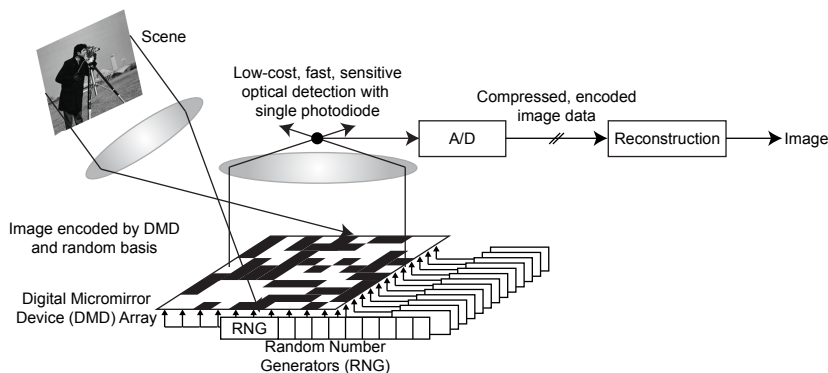 Scene
Low-cost, fast, sensitive
optical detection with
single photodiode
Compressed, encoded
image data
A/D
Reconstruction
Image
Image encoded by DMD
and random basis
Digital Micromirror
Device (DMD) Array
RNG
Random Number
Generators (RNG)